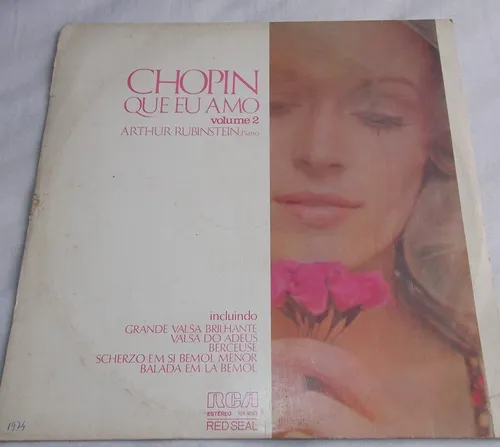 CHOPIN
QUE EU AMO
volume 2
ARTHUR RUBINSTEIN, Piano
incluindo
GRANDE VALSA BRILHANTE
VALSA DO ADEUS
BERCEUSE
SCHERZO EM SI BEMOL MENOR
BALADA EM LA BEMOL
RCA
ESTÉREO
RED SEAL
1974